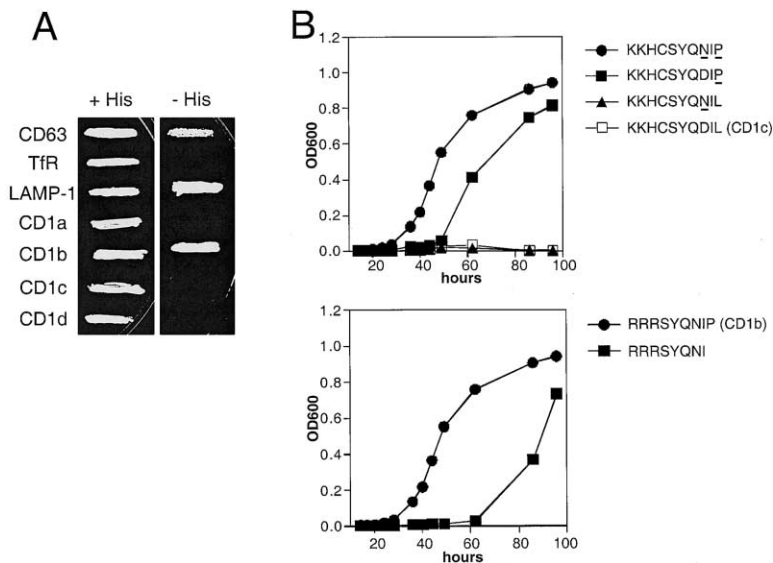 A
+ His - His
CD63
TfR
LAMP-1
CD1a
CD1b
CD1c
CD1d
B
1.2
1.0
0.8
0.6
0.4
0.2
0.0
OD600
20 40 60 80 100
hours
KKHCSYQNIP
KKHCSYQDIP
KKHCSYQNIL
KKHCSYQDIL (CD1c)
1.2
1.0
0.8
0.6
0.4
0.2
0.0
OD600
20 40 60 80 100
hours
RRRSYQNIP (CD1b)
RRRSYQNI